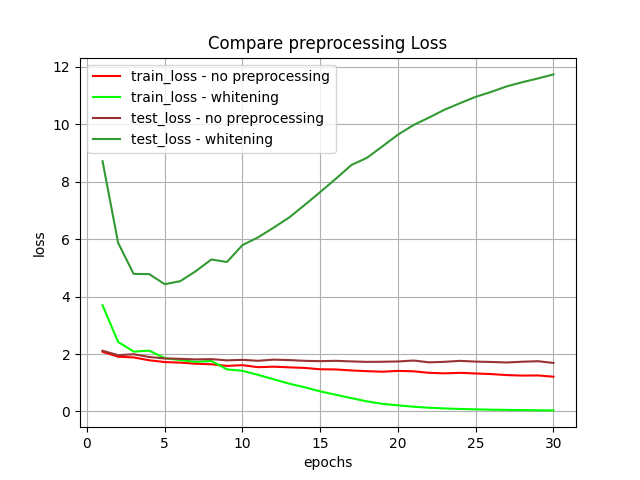 Compare preprocessing Loss
train_loss - no preprocessing
train_loss - whitening
test_loss - no preprocessing
test_loss - whitening
12
10
8
6
4
2
0
loss
0 5 10 15 20 25 30
epochs